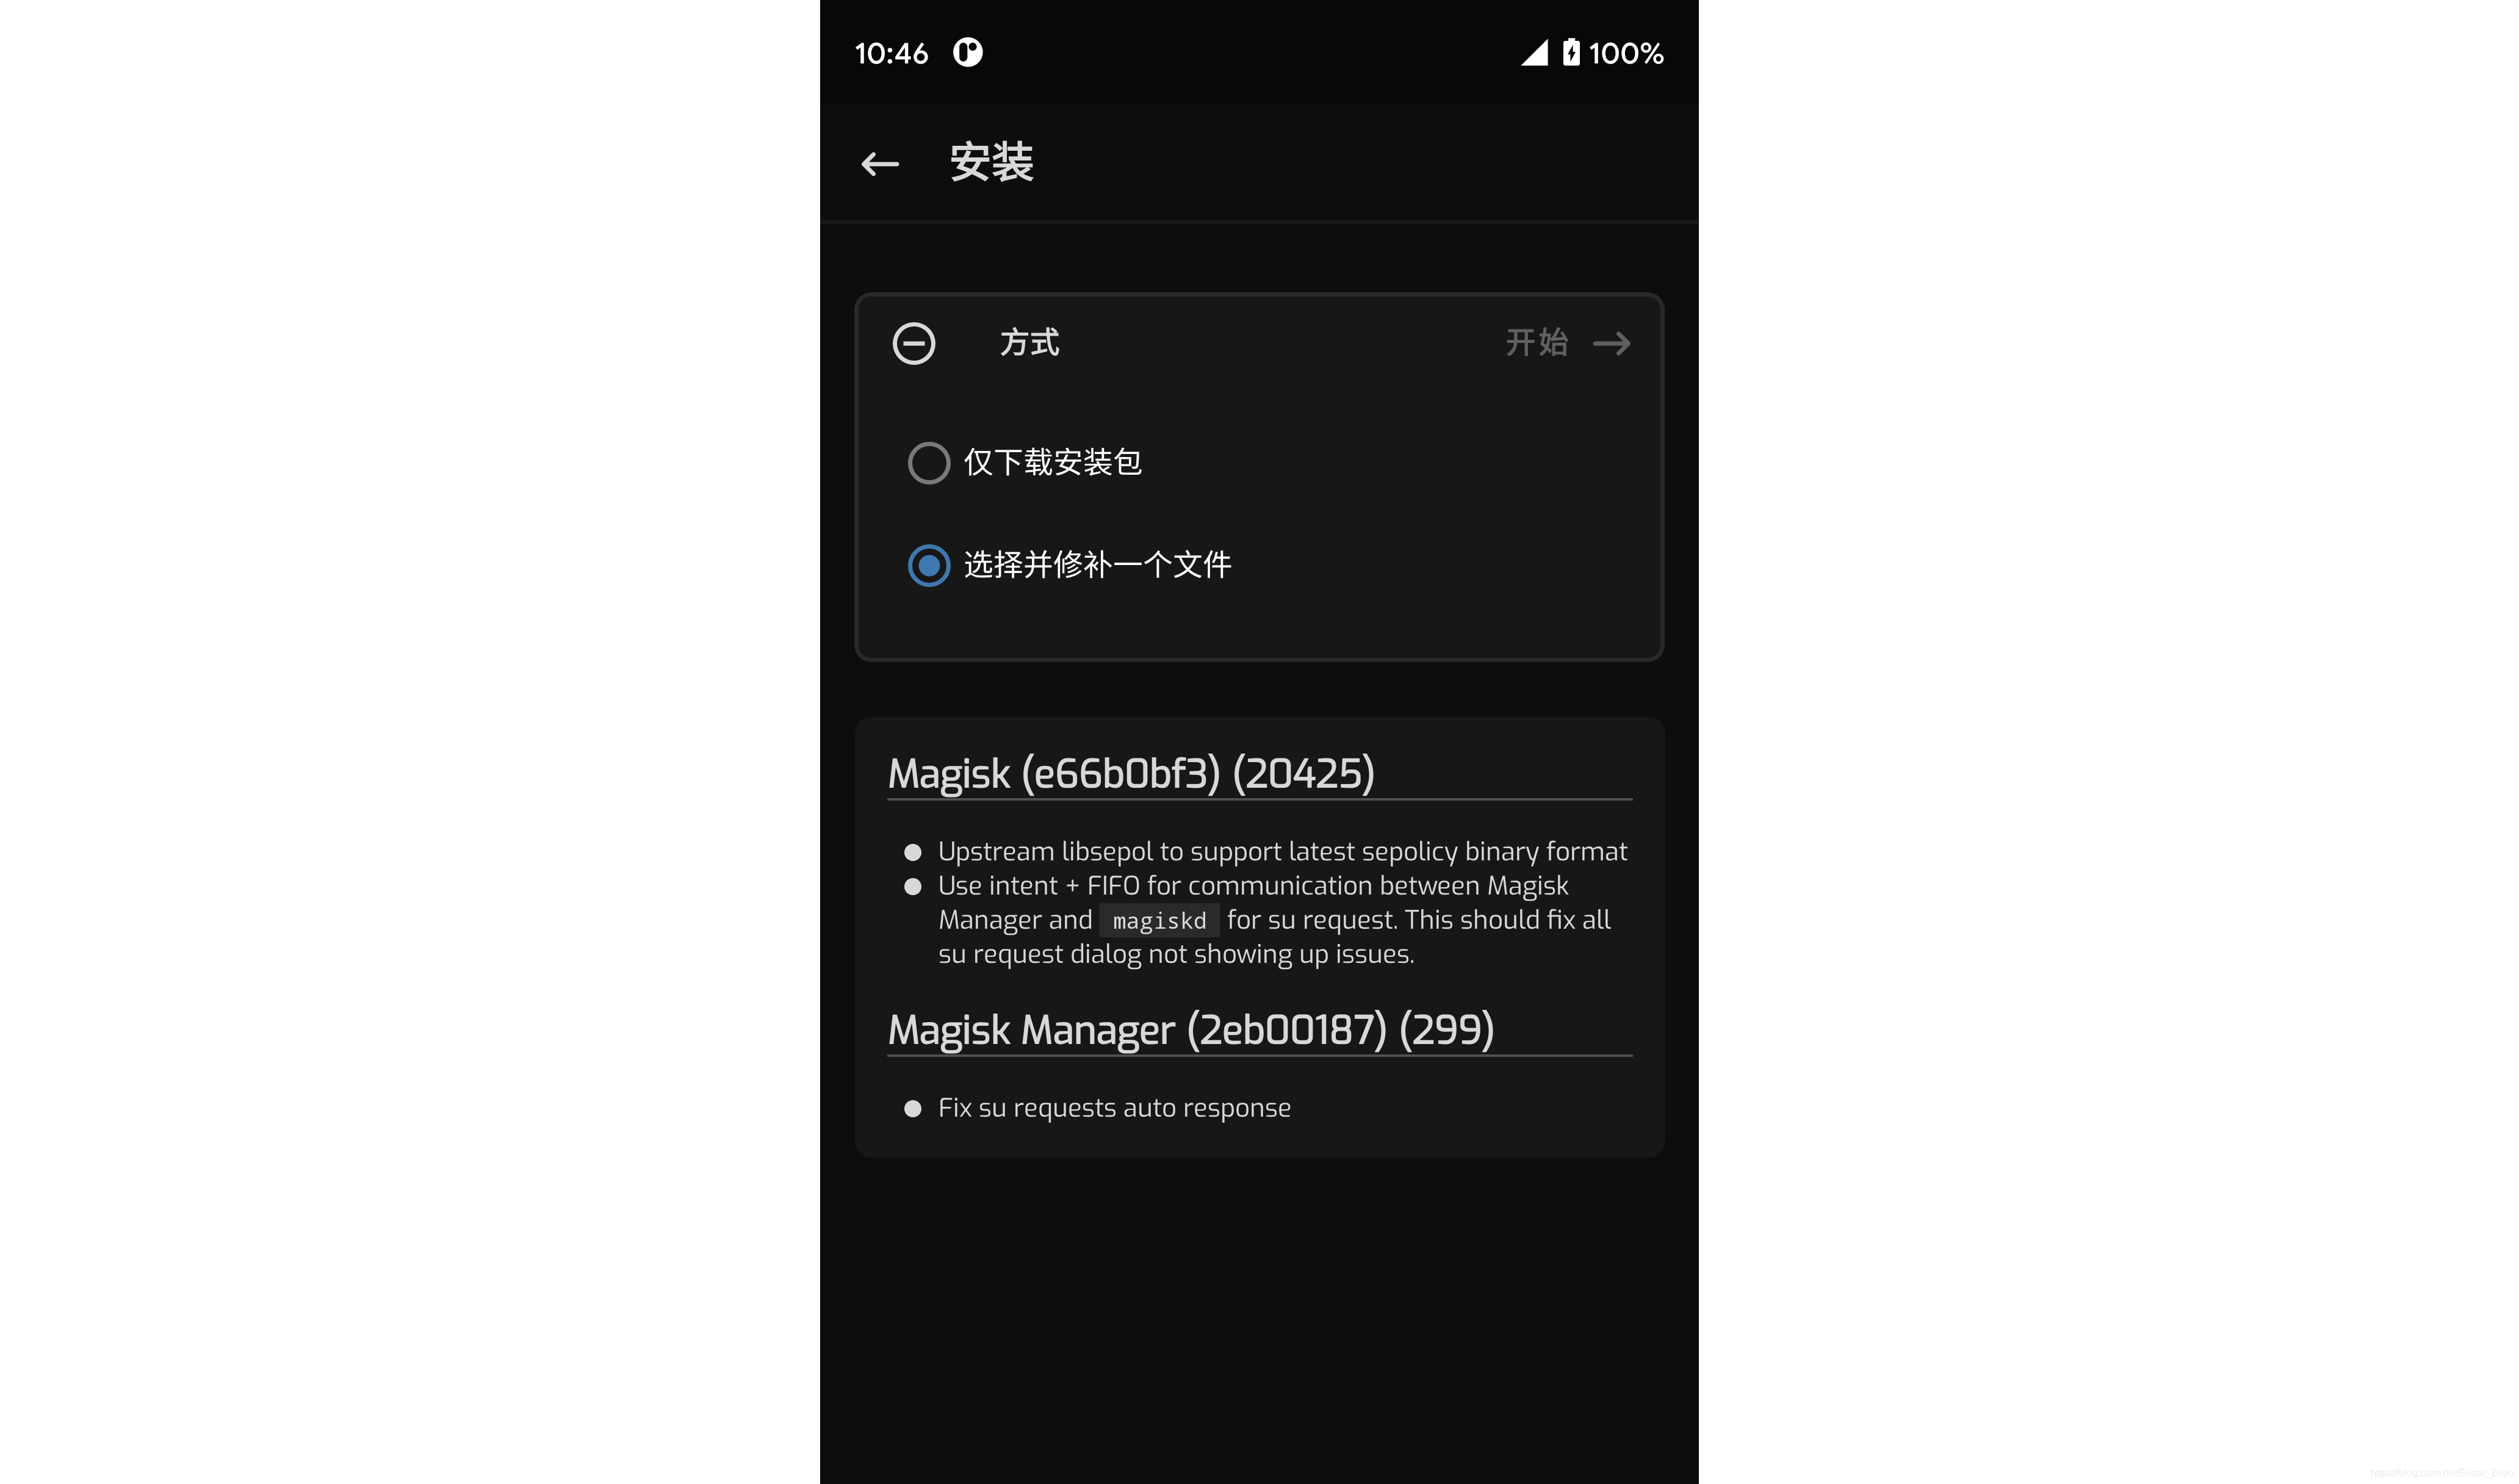 10:46
100%
安装
方式
开始
仅下载安装包
选择并修补一个文件
Magisk (e66b0bf3) (20425)
Upstream libsepol to support latest sepolicy binary format
Use intent + FIFO for communication between Magisk
Manager and magiskd for su request. This should fix all
su request dialog not showing up issues.
Magisk Manager (2eb00187) (299)
Fix su requests auto response